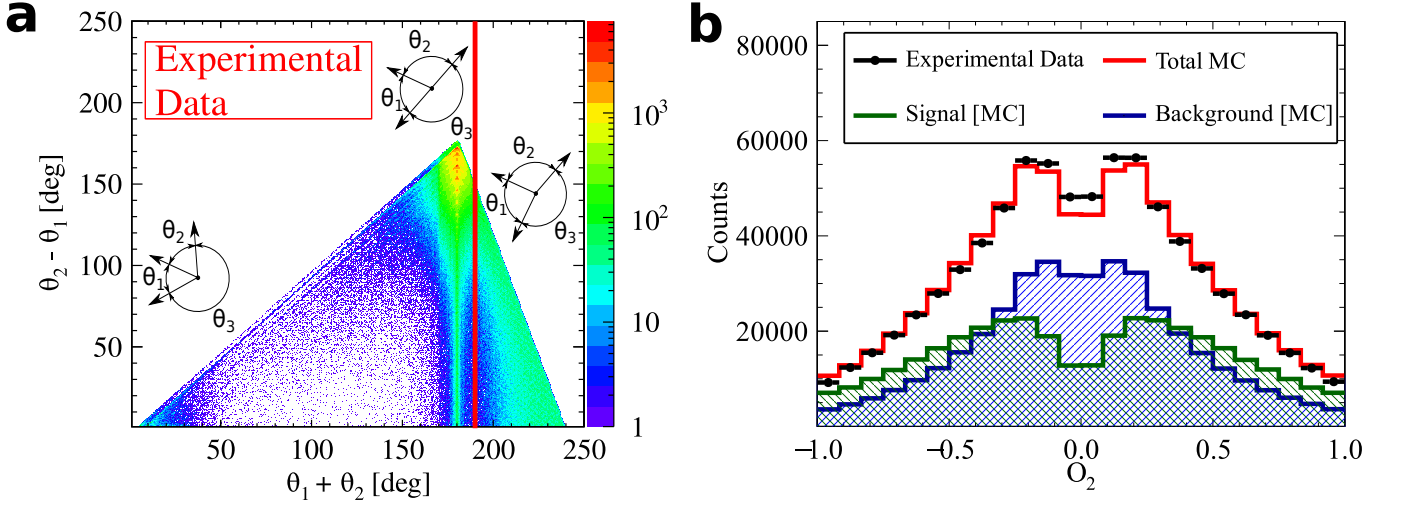 a
Experimental
Data
θ₂ - θ₁ [deg]
250
200
150
100
50
50 100 150 200 250
θ₁ + θ₂ [deg]
θ₂
θ₁
θ₃
θ₂
θ₁
θ₃
θ₂
θ₁
θ₃
10³
10²
10
1
b
Experimental Data
Total MC
Signal [MC]
Background [MC]
Counts
80000
60000
40000
20000
−1.0 −0.5 0.0 0.5 1.0
O₂